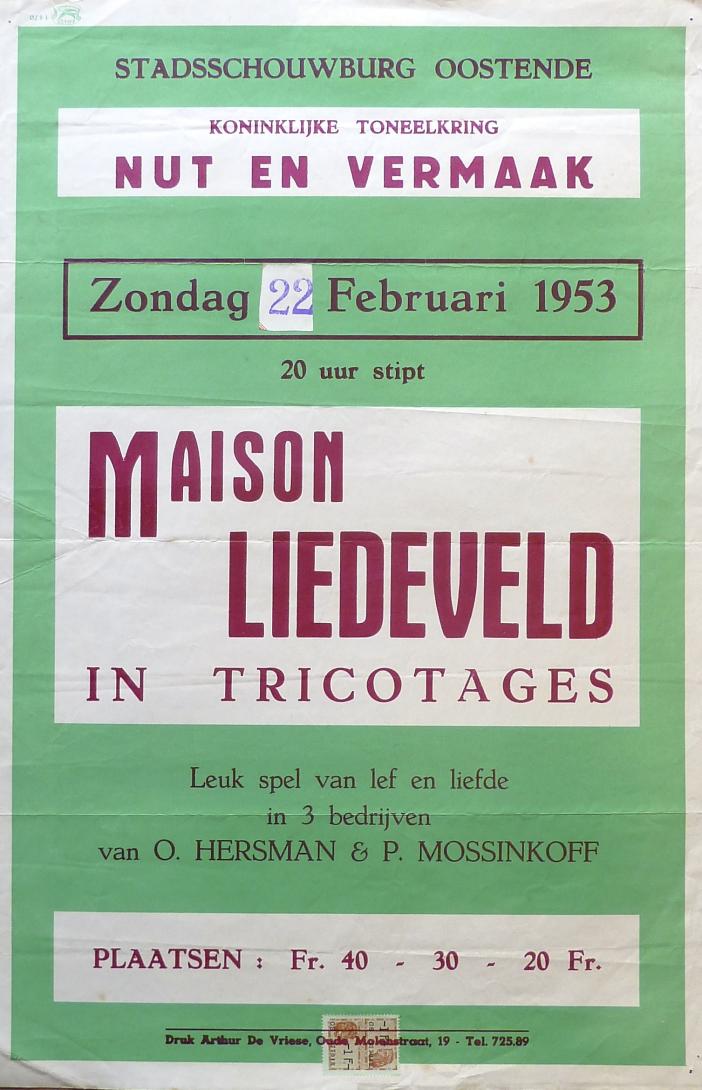 STADSSCHOUWBURG OOSTENDE
KONINKLIJKE TONEELKRING
NUT EN VERMAAK
Zondag 22 Februari 1953
20 uur stipt
MAISON
LIEDEVELD
IN TRICOTAGES
Leuk spel van lef en liefde
in 3 bedrijven
van O. HERSMAN & P. MOSSINKOFF
PLAATSEN : Fr. 40 - 30 - 20 Fr.
Druk Arthur De Vriese, Oude Molenstraat, 19 - Tel. 725.89